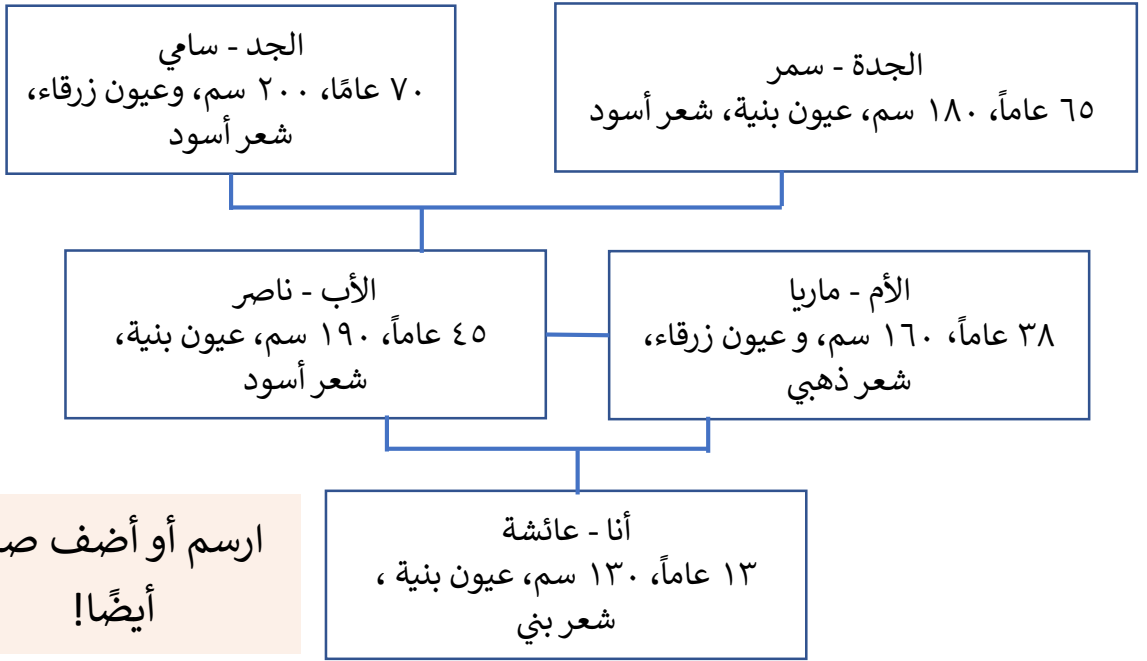 الجدة - سمر
٦٥ عاماً، ١٨٠ سم، عيون بنية، شعر أسود
الجد - سامي
٧٠ عامًا، ٢٠٠ سم، وعيون زرقاء،
شعر أسود
الأم - ماريا
٣٨ عاماً، ١٦٠ سم، و عيون زرقاء،
شعر ذهبي
الأب - ناصر
٤٥ عاماً، ١٩٠ سم، عيون بنية،
شعر أسود
أنا - عائشة
١٣ عاماً، ١٣٠ سم، عيون بنية ،
شعر بني
ارسم أو أضف
أيضًا!